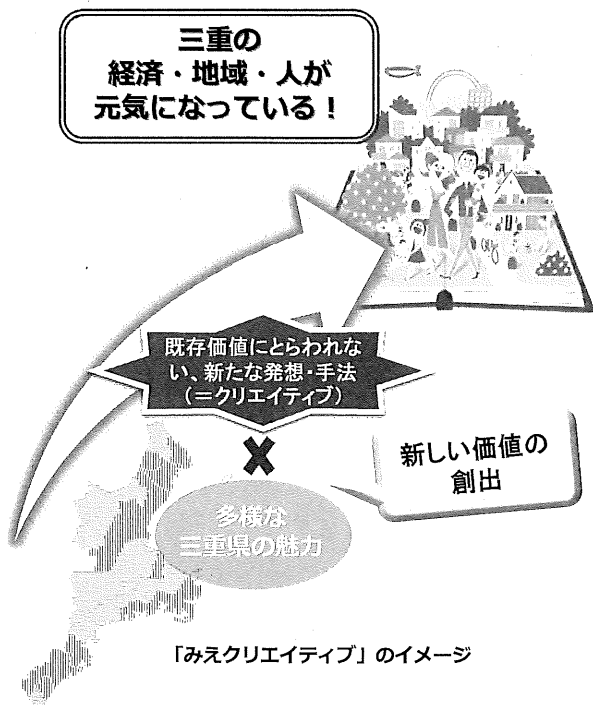 三重の
経済・地域・人が
元気になっている！
既存価値にとらわれな
い、新たな発想・手法
（＝クリエイティブ）
×
新しい価値の
創出
多様な
三重県の魅力
「みえクリエイティブ」のイメージ